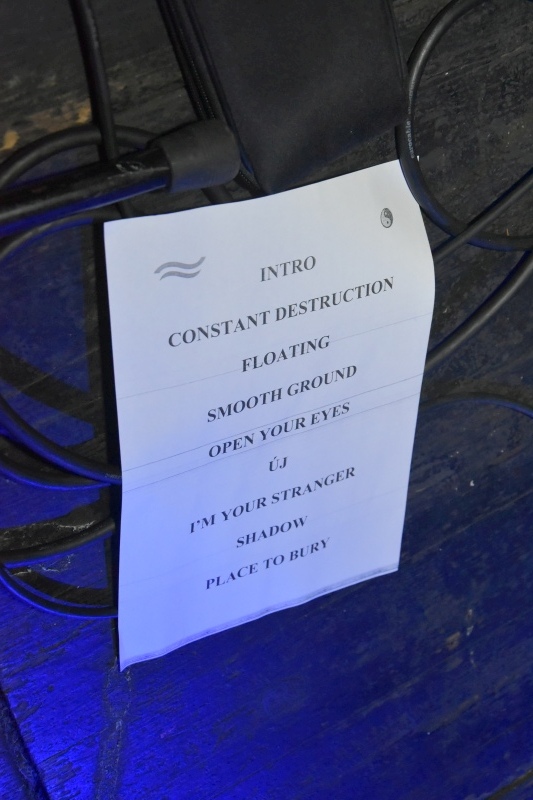 INTRO
CONSTANT DESTRUCTION
FLOATING
SMOOTH GROUND
OPEN YOUR EYES
ÚJ
I'M YOUR STRANGER
SHADOW
PLACE TO BURY